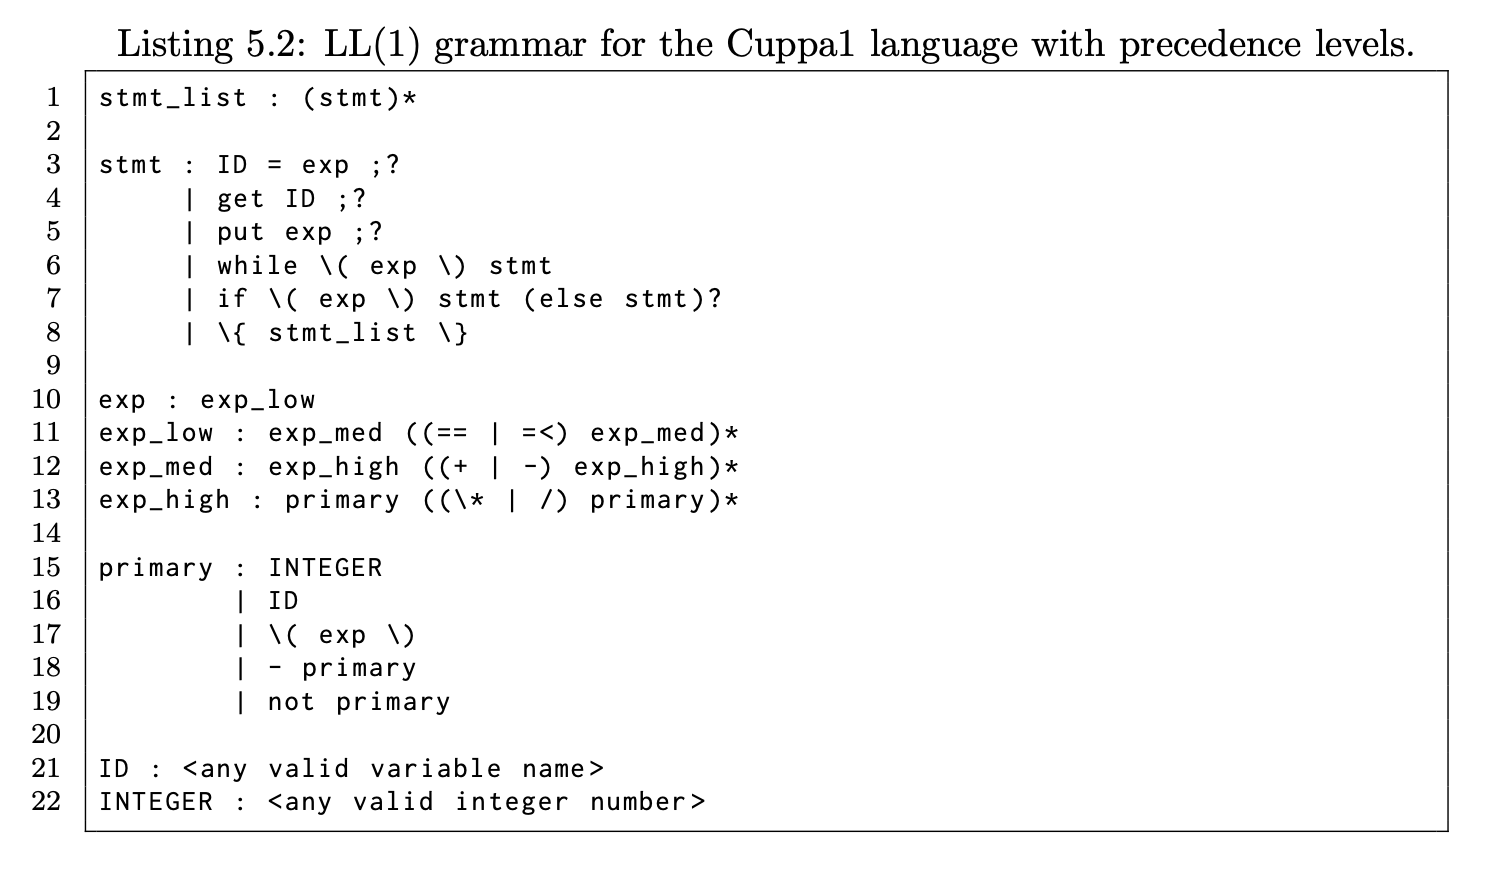 Listing 5.2: LL(1) grammar for the Cuppa1 language with precedence levels.
1 stmt_list : (stmt)*
2
3 stmt : ID = exp ;?
4      | get ID ;?
5      | put exp ;?
6      | while \( exp \) stmt
7      | if \( exp \) stmt (else stmt)?
8      | \{ stmt_list \}
9
10 exp : exp_low
11 exp_low : exp_med ((== | =<) exp_med)*
12 exp_med : exp_high ((+ | -) exp_high)*
13 exp_high : primary ((\* | /) primary)*
14
15 primary : INTEGER
16         | ID
17         | \( exp \)
18         | - primary
19         | not primary
20
21 ID : <any valid variable name>
22 INTEGER : <any valid integer number>